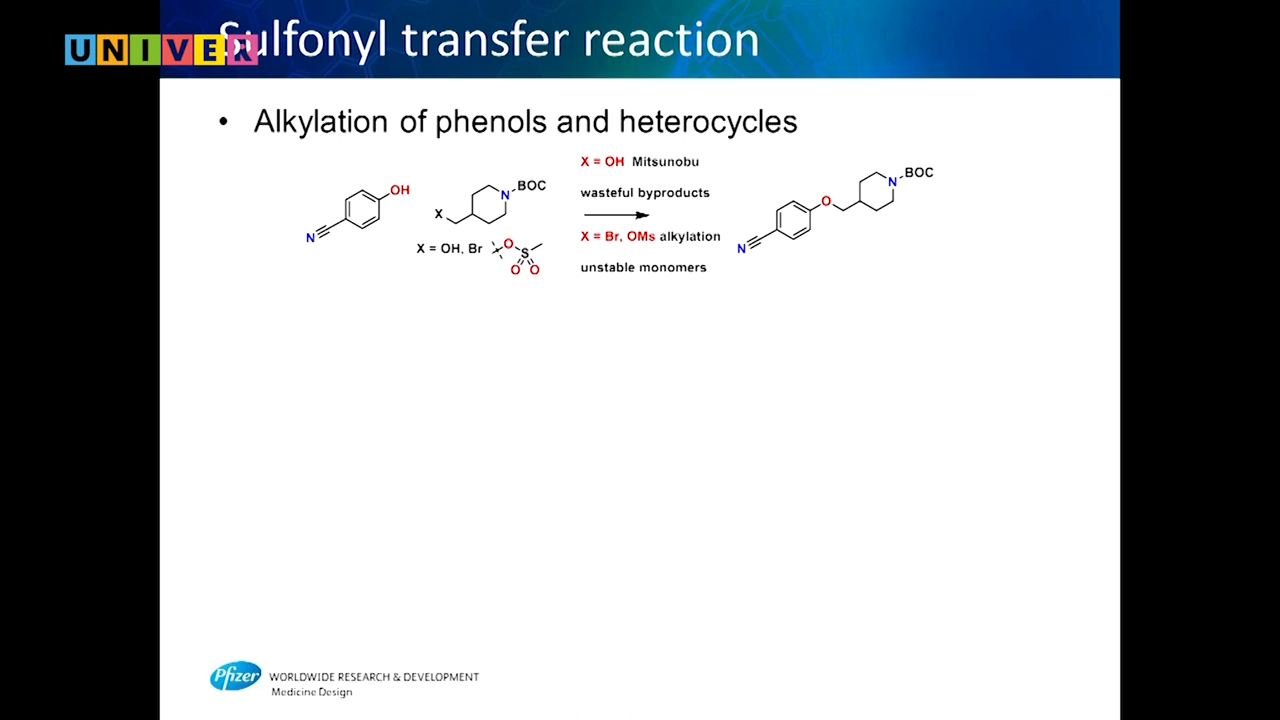 Sulfonyl transfer reaction
UNIVER
• Alkylation of phenols and heterocycles
X = OH Mitsunobu
wasteful byproducts
X = Br, OMs alkylation
unstable monomers
OH
N
X
N
BOC
X = OH, Br
O
S
O O
O
N
BOC
N
Pfizer
WORLDWIDE RESEARCH & DEVELOPMENT
Medicine Design